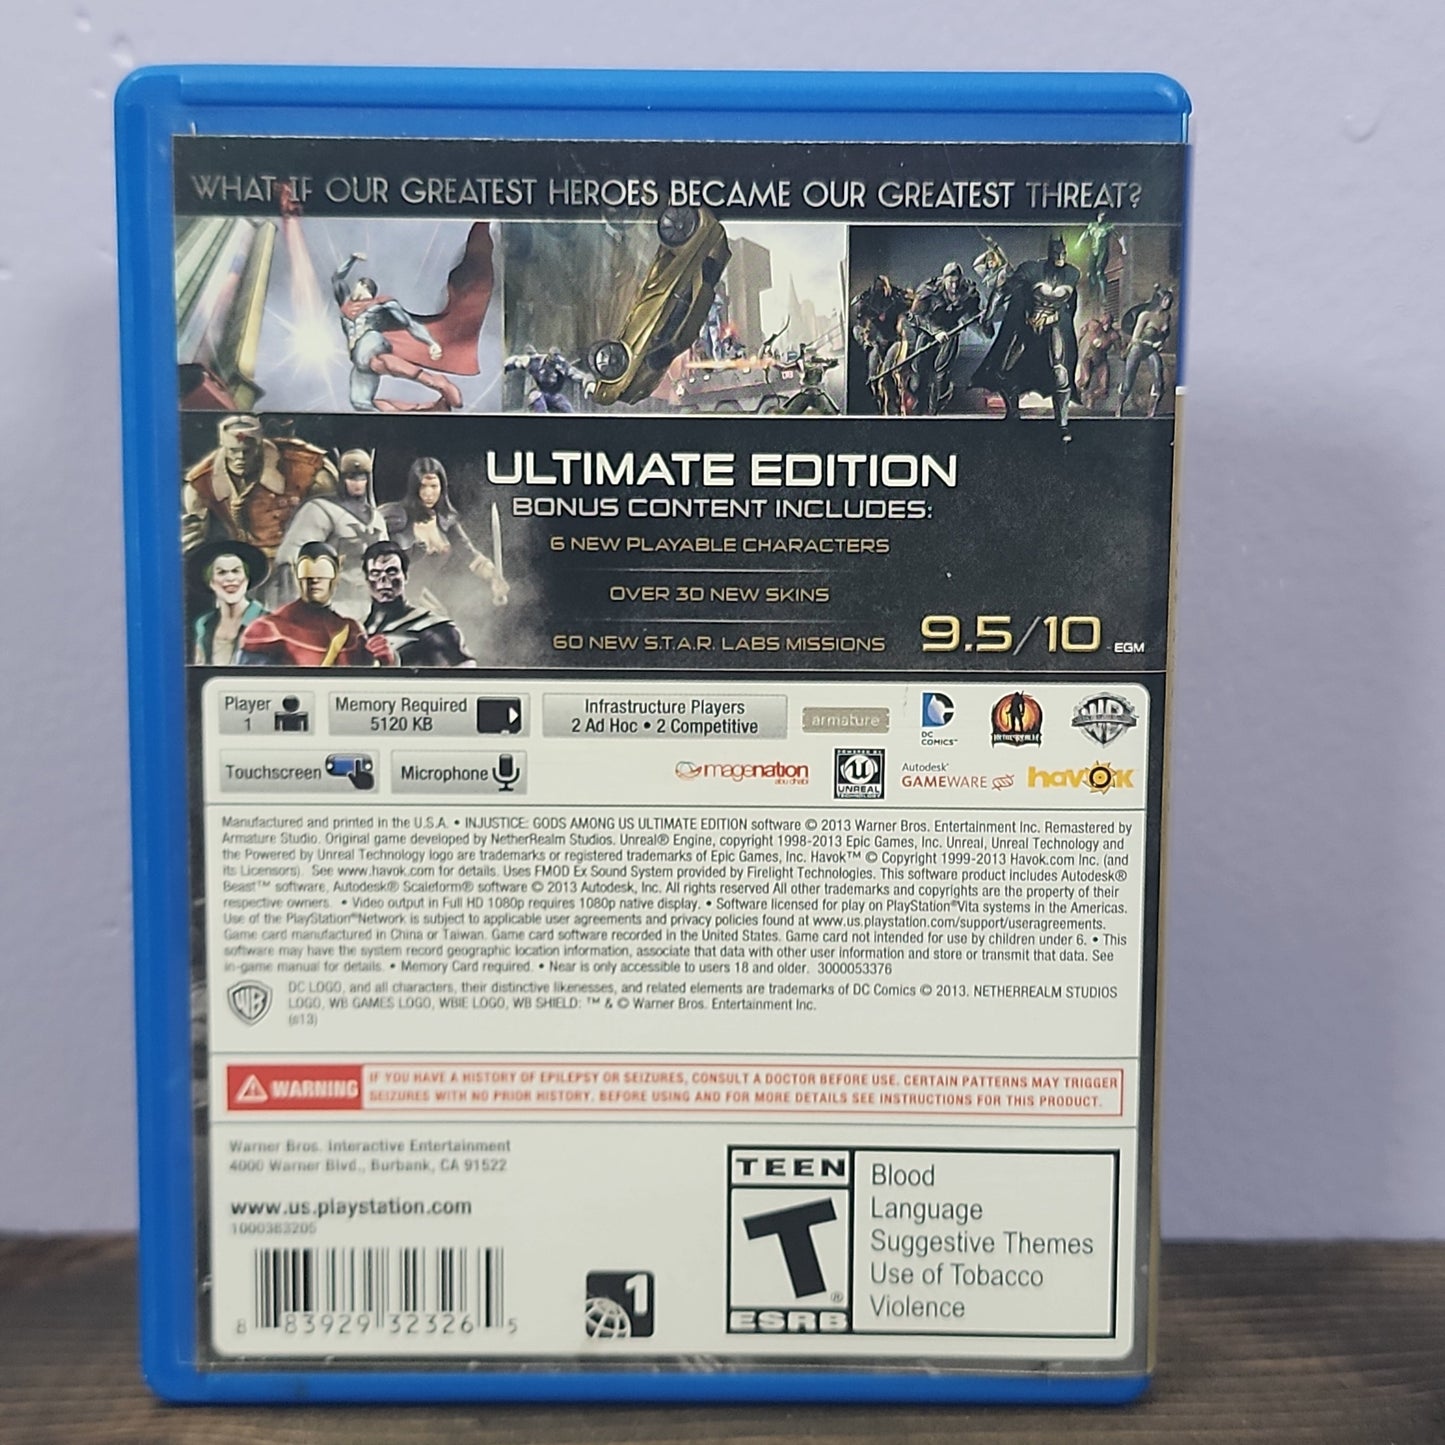 WHAT IF OUR GREATEST HEROES BECAME OUR GREATEST THREAT?
ULTIMATE EDITION
BONUS CONTENT INCLUDES:
6 NEW PLAYABLE CHARACTERS
OVER 30 NEW SKINS
60 NEW S.T.A.R. LABS MISSIONS
9.5/10 - EGM
Player
1
Memory Required
5120 KB
Infrastructure Players
2 Ad Hoc • 2 Competitive
armature
DC
COMICS™
NETHERREALM
WB
Touchscreen
Microphone
imagenation
abu dhabi
POWERED BY
UNREAL
TECHNOLOGY
Autodesk®
GAMEWARE
havok
Manufactured and printed in the U.S.A. • INJUSTICE: GODS AMONG US ULTIMATE EDITION software © 2013 Warner Bros. Entertainment Inc. Remastered by
Armature Studio. Original game developed by NetherRealm Studios. Unreal® Engine, copyright 1998-2013 Epic Games, Inc. Unreal, Unreal Technology and
the Powered by Unreal Technology logo are trademarks or registered trademarks of Epic Games, Inc. Havok™ © Copyright 1999-2013 Havok.com Inc. (and
its Licensors). See www.havok.com for details. Uses FMOD Ex Sound System provided by Firelight Technologies. This software product includes Autodesk®
Beast™ software, Autodesk® Scaleform® software © 2013 Autodesk, Inc. All rights reserved All other trademarks and copyrights are the property of their
respective owners. • Video output in Full HD 1080p requires 1080p native display. • Software licensed for play on PlayStation®Vita systems in the Americas.
Use of the PlayStation®Network is subject to applicable user agreements and privacy policies found at www.us.playstation.com/support/useragreements.
Game card manufactured in China or Taiwan. Game card software recorded in the United States. Game card not intended for use by children under 6. • This
software may have the system record geographic location information, associate that data with other user information and store or transmit that data. See
in-game manual for details. • Memory Card required. • Near is only accessible to users 18 and older. 3000053376
WB
DC LOGO, and all characters, their distinctive likenesses, and related elements are trademarks of DC Comics © 2013. NETHERREALM STUDIOS
LOGO, WB GAMES LOGO, WBIE LOGO, WB SHIELD: ™ & © Warner Bros. Entertainment Inc.
(s13)
WARNING
IF YOU HAVE A HISTORY OF EPILEPSY OR SEIZURES, CONSULT A DOCTOR BEFORE USE. CERTAIN PATTERNS MAY TRIGGER
SEIZURES WITH NO PRIOR HISTORY. BEFORE USING AND FOR MORE DETAILS SEE INSTRUCTIONS FOR THIS PRODUCT.
Warner Bros. Interactive Entertainment
4000 Warner Blvd., Burbank, CA 91522
www.us.playstation.com
1000383205
8 83929 32326 5
1
TEEN
T
®
ESRB
Blood
Language
Suggestive Themes
Use of Tobacco
Violence